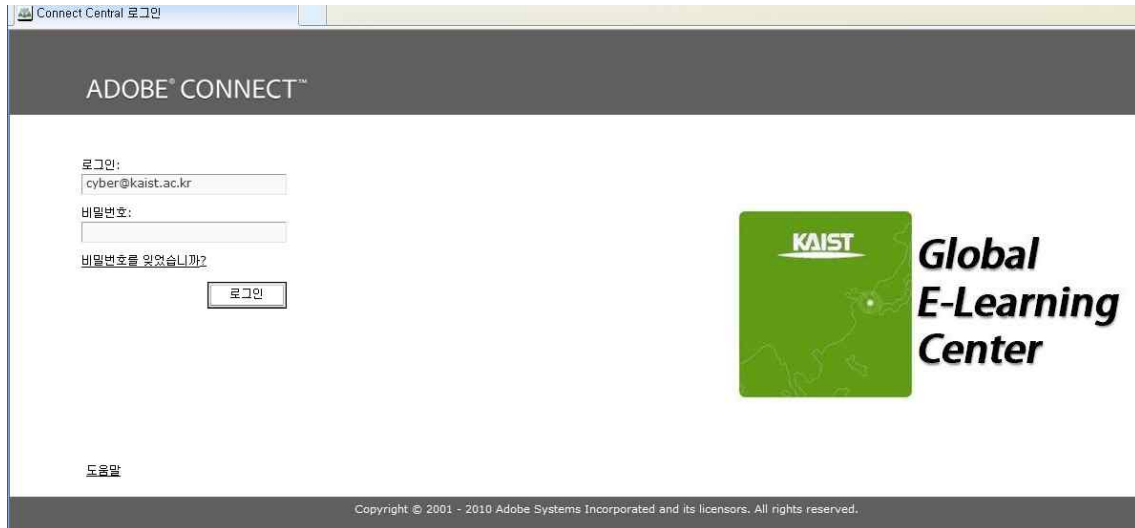 Connect Central 로그인
ADOBE® CONNECT™
로그인:
cyber@kaist.ac.kr
비밀번호:
비밀번호를 잊었습니까?
로그인
KAIST
Global
E-Learning
Center
도움말
Copyright © 2001 - 2010 Adobe Systems Incorporated and its licensors. All rights reserved.